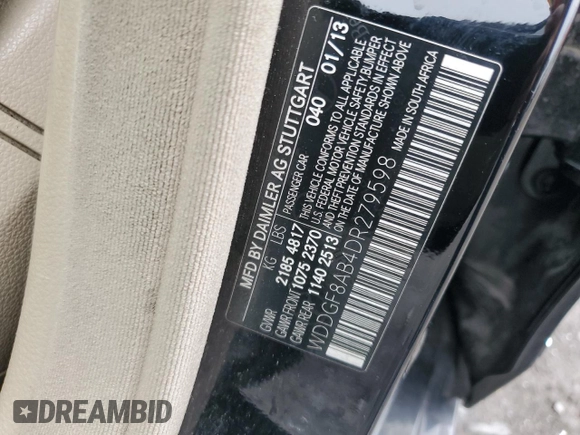 MFD BY DAIMLER AG STUTTGART
040 01/13
KG LBS PASSENGER CAR
GVWR 2185 4817
GAWR FRONT 1075 2370
GAWR REAR 1140 2513
THIS VEHICLE CONFORMS TO ALL APPLICABLE
U.S. FEDERAL MOTOR VEHICLE SAFETY, BUMPER
AND THEFT PREVENTION STANDARDS IN EFFECT
ON THE DATE OF MANUFACTURE SHOWN ABOVE
WDDGF8AB4DR279598 MADE IN SOUTH AFRICA
DREAMBID